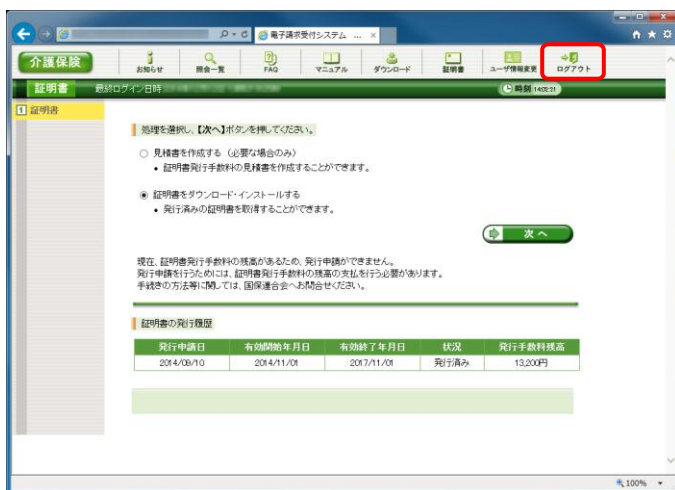 電子請求受付システム ...
介護保険
お知らせ 照会一覧 FAQ マニュアル ダウンロード 証明書 ユーザ情報変更 ログアウト
証明書 最終ログイン日時
時刻 14:02:21
1 証明書
処理を選択し、【次へ】ボタンを押してください。
見積書を作成する（必要な場合のみ）
• 証明書発行手数料の見積書を作成することができます。
証明書をダウンロード・インストールする
• 発行済みの証明書を取得することができます。
次 へ
現在、証明書発行手数料の残高があるため、発行申請ができません。
発行申請を行うためには、証明書発行手数料の残高の支払を行う必要があります。
手続きの方法等に関しては、国保連合会へお問合せください。
証明書の発行履歴
発行申請日 有効開始年月日 有効終了年月日 状況 発行手数料残高
2014/09/10 2014/11/01 2017/11/01 発行済み 13,200円
100%